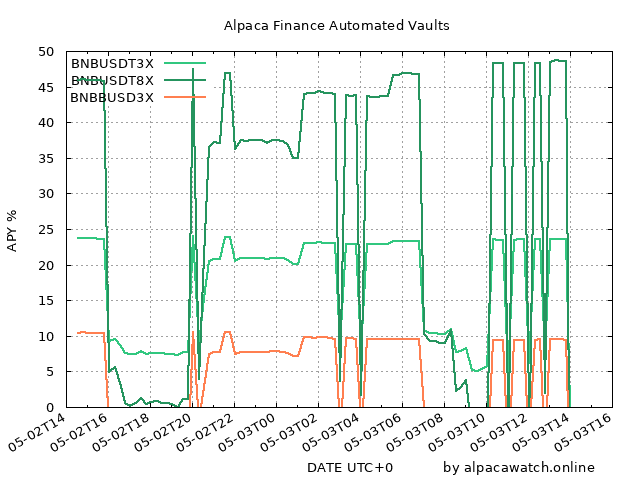 Alpaca Finance Automated Vaults
BNBUSDT3X
BNBUSDT8X
BNBBUSD3X
50
45
40
35
30
25
20
15
10
5
0
APY %
05-02T14
05-02T16
05-02T18
05-02T20
05-02T22
05-03T00
05-03T02
05-03T04
05-03T06
05-03T08
05-03T10
05-03T12
05-03T14
05-03T16
DATE UTC+0
by alpacawatch.online